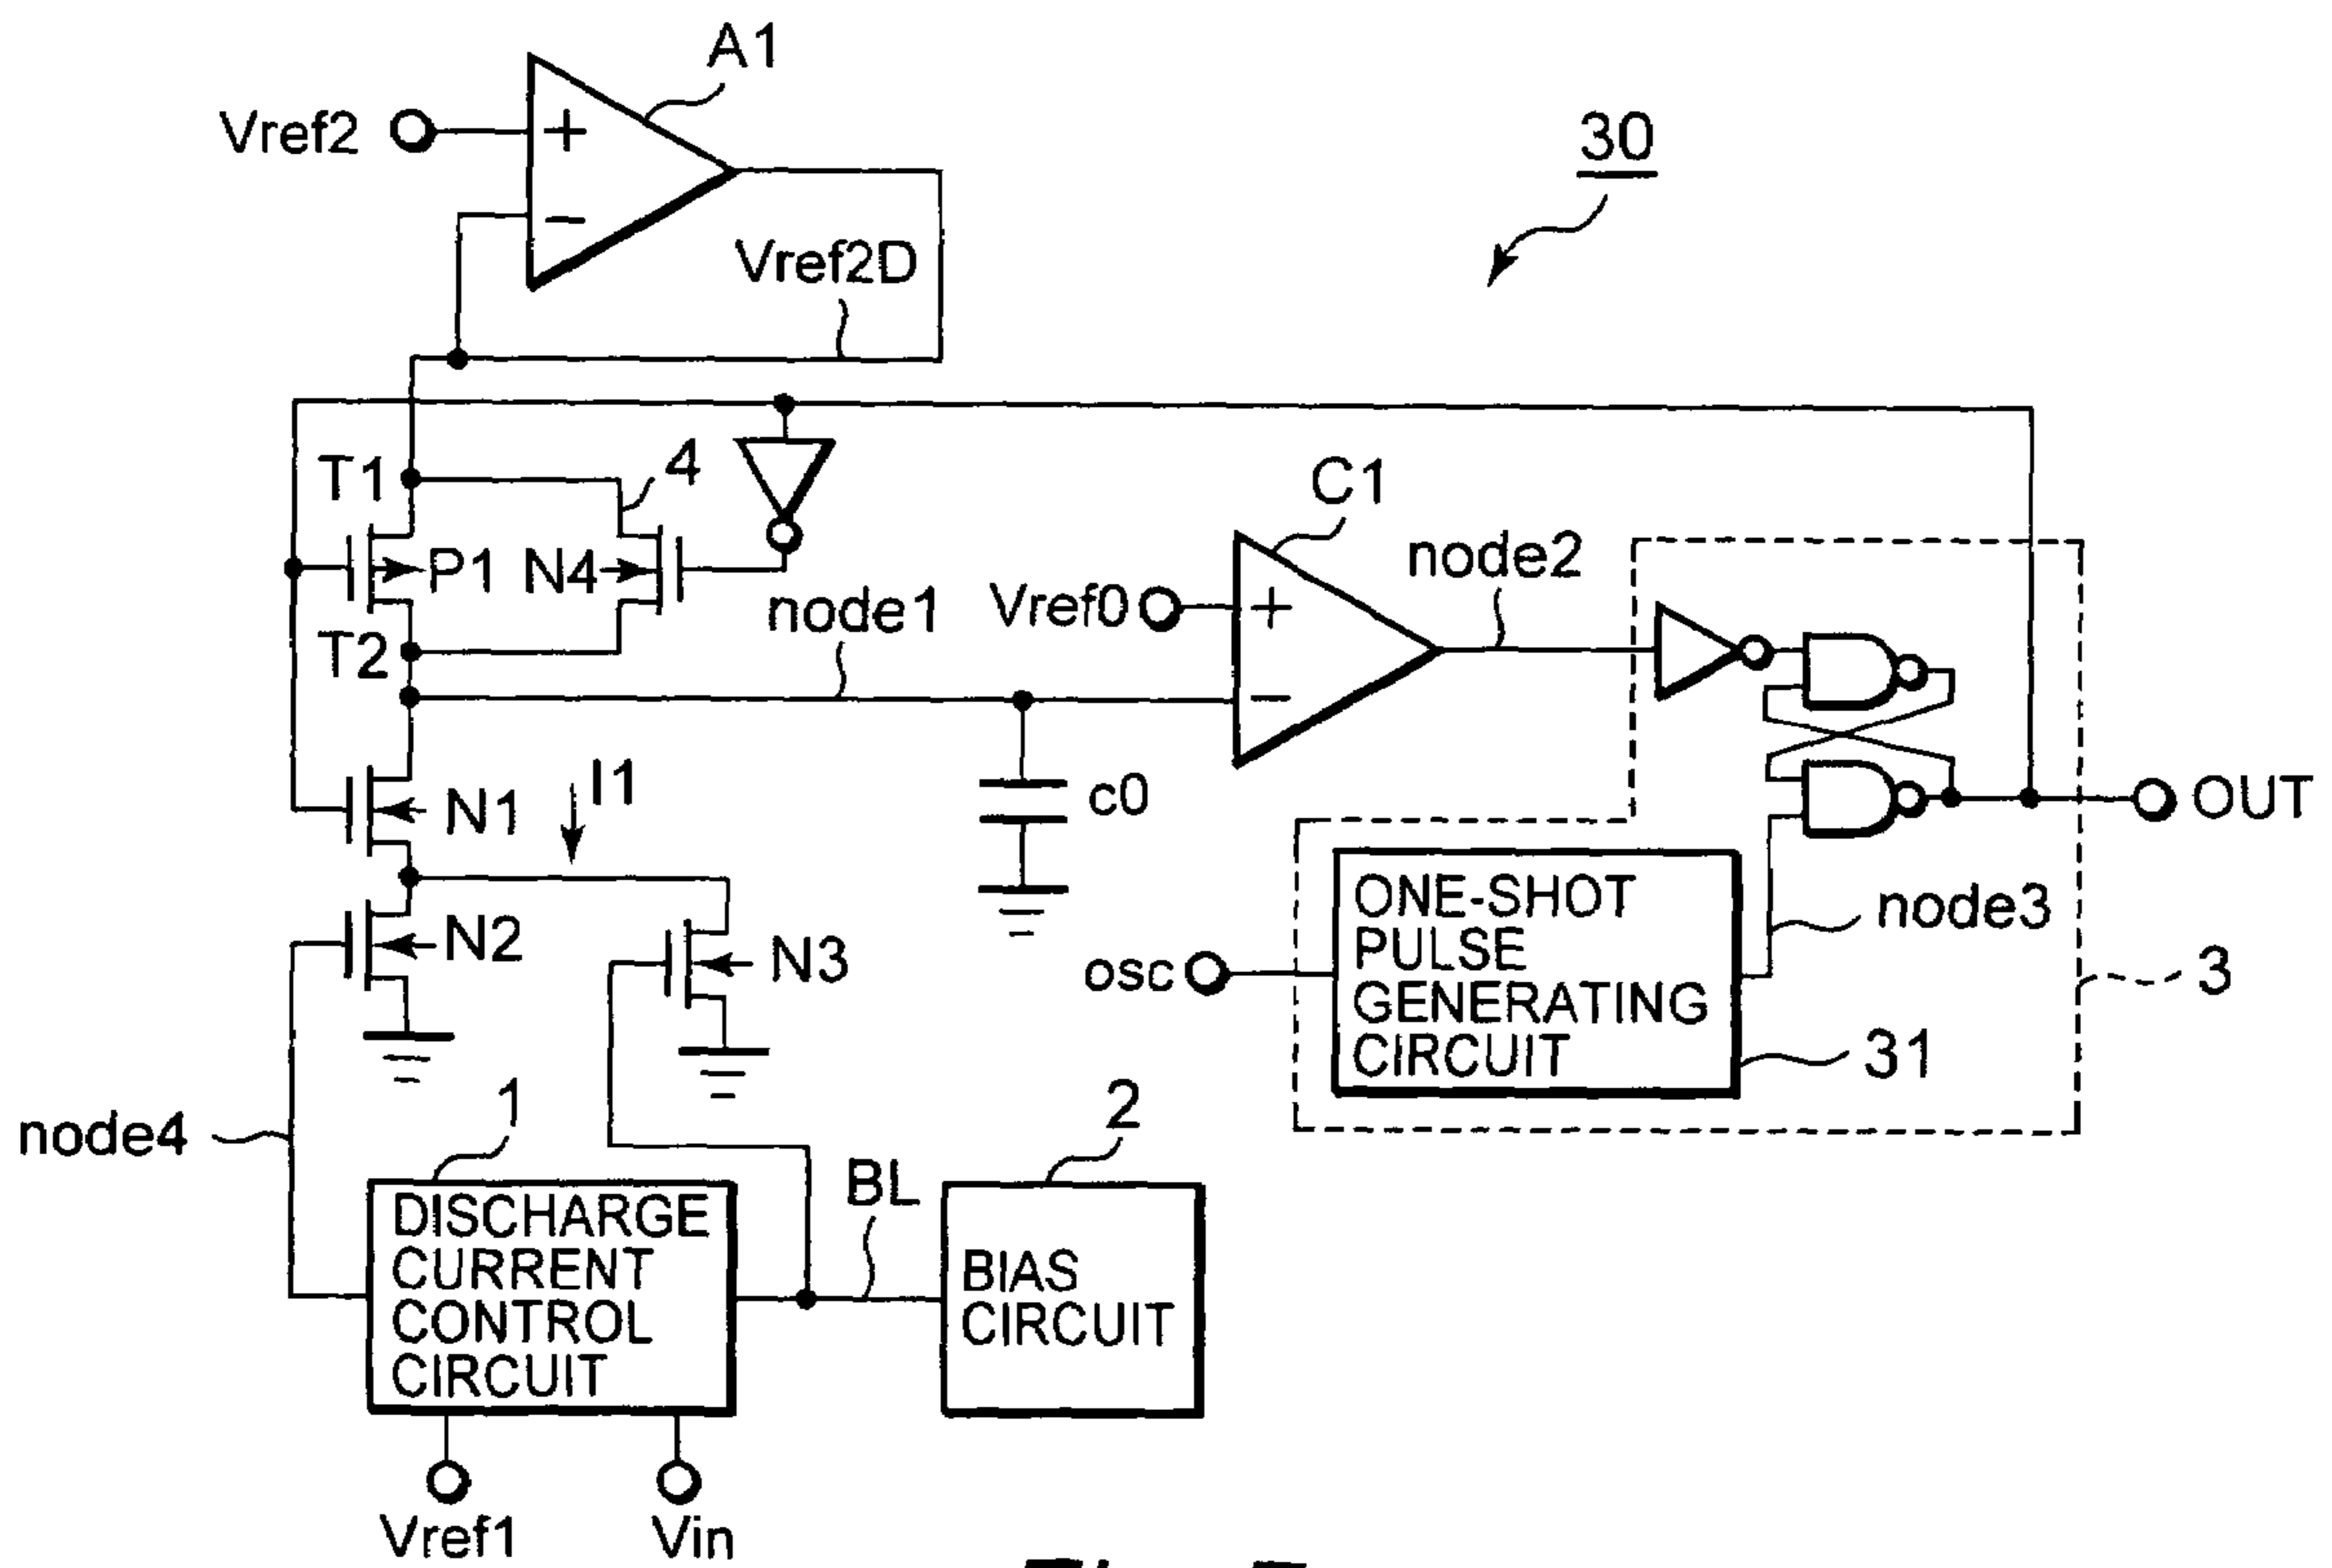 A1
Vref2
+
−
30
Vref2D
T1
4
C1
P1
N4
node1
Vref0
+
−
node2
T2
I1
c0
N1
OUT
N2
N3
ONE-SHOT
PULSE
GENERATING
CIRCUIT
node3
osc
3
31
node4
1
2
BL
DISCHARGE
CURRENT
CONTROL
CIRCUIT
BIAS
CIRCUIT
Vref1
Vin